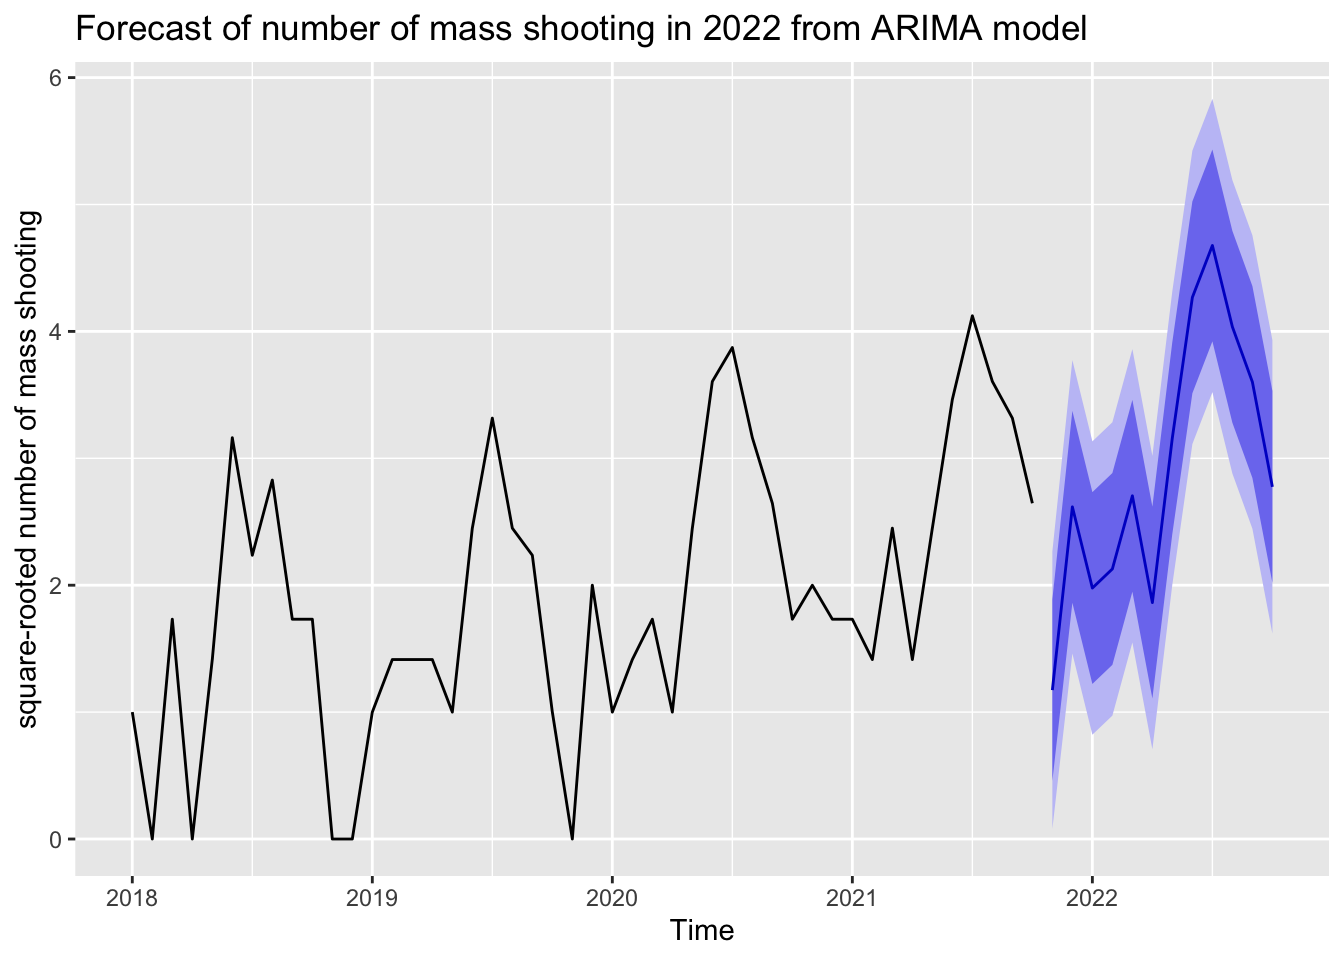 Forecast of number of mass shooting in 2022 from ARIMA model
square-rooted number of mass shooting
6
4
2
0
2018 2019 2020 2021 2022
Time